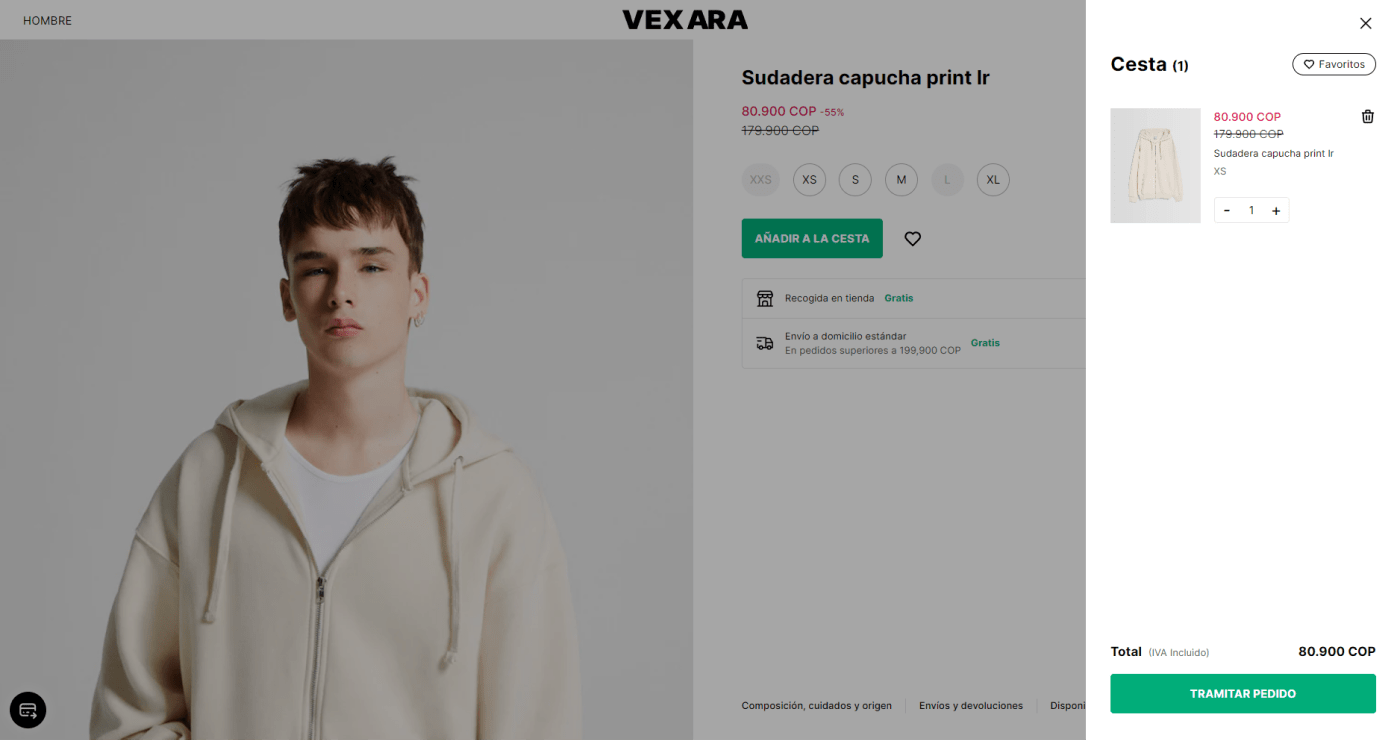 HOMBRE
VEXARA
Sudadera capucha print lr
80.900 COP -55%
179.900 COP
XXS XS S M L XL
AÑADIR A LA CESTA
Recogida en tienda Gratis
Envío a domicilio estándar
En pedidos superiores a 199,900 COP Gratis
Composición, cuidados y origen
Envíos y devoluciones
Disponi
Cesta (1)
Favoritos
80.900 COP
179.900 COP
Sudadera capucha print lr
XS
- 1 +
Total (IVA Incluido) 80.900 COP
TRAMITAR PEDIDO